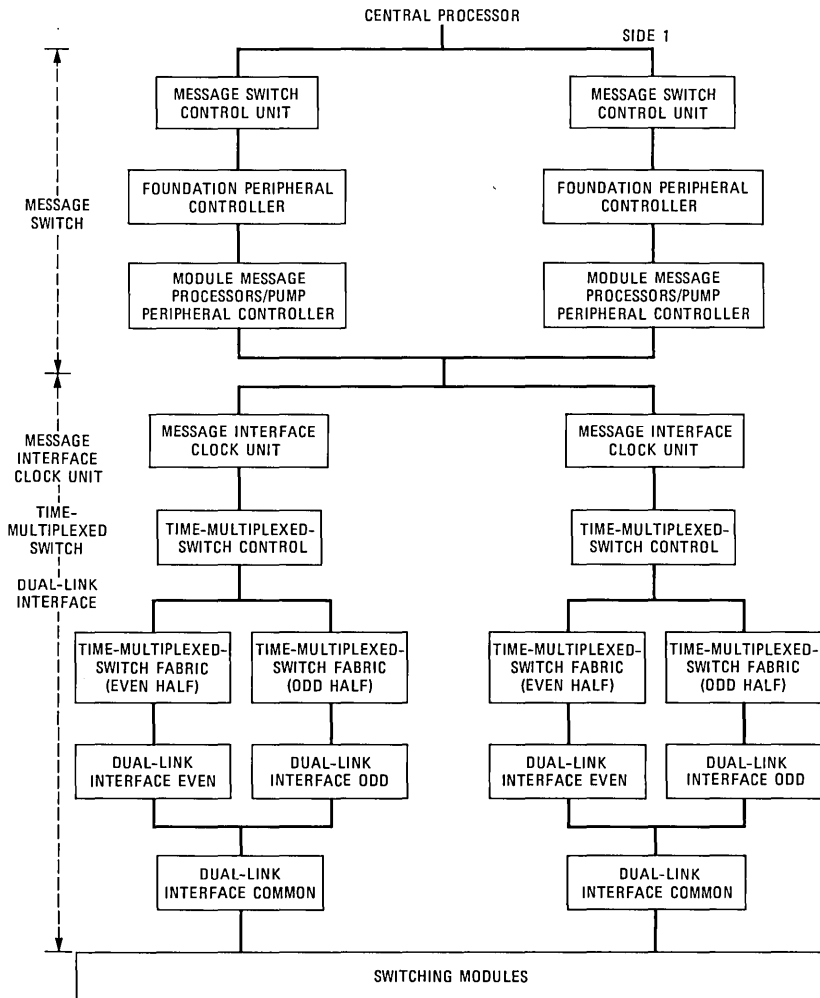 CENTRAL PROCESSOR
SIDE 1
MESSAGE SWITCH
CONTROL UNIT
MESSAGE SWITCH
CONTROL UNIT
FOUNDATION PERIPHERAL
CONTROLLER
FOUNDATION PERIPHERAL
CONTROLLER
MESSAGE
SWITCH
MODULE MESSAGE
PROCESSORS/PUMP
PERIPHERAL CONTROLLER
MODULE MESSAGE
PROCESSORS/PUMP
PERIPHERAL CONTROLLER
MESSAGE
INTERFACE
CLOCK UNIT
TIME-
MULTIPLEXED
SWITCH
DUAL-LINK
INTERFACE
MESSAGE INTERFACE
CLOCK UNIT
MESSAGE INTERFACE
CLOCK UNIT
TIME-MULTIPLEXED-
SWITCH CONTROL
TIME-MULTIPLEXED-
SWITCH CONTROL
TIME-MULTIPLEXED-
SWITCH FABRIC
(EVEN HALF)
TIME-MULTIPLEXED-
SWITCH FABRIC
(ODD HALF)
TIME-MULTIPLEXED-
SWITCH FABRIC
(EVEN HALF)
TIME-MULTIPLEXED-
SWITCH FABRIC
(ODD HALF)
DUAL-LINK
INTERFACE EVEN
DUAL-LINK
INTERFACE ODD
DUAL-LINK
INTERFACE EVEN
DUAL-LINK
INTERFACE ODD
DUAL-LINK
INTERFACE COMMON
DUAL-LINK
INTERFACE COMMON
SWITCHING MODULES